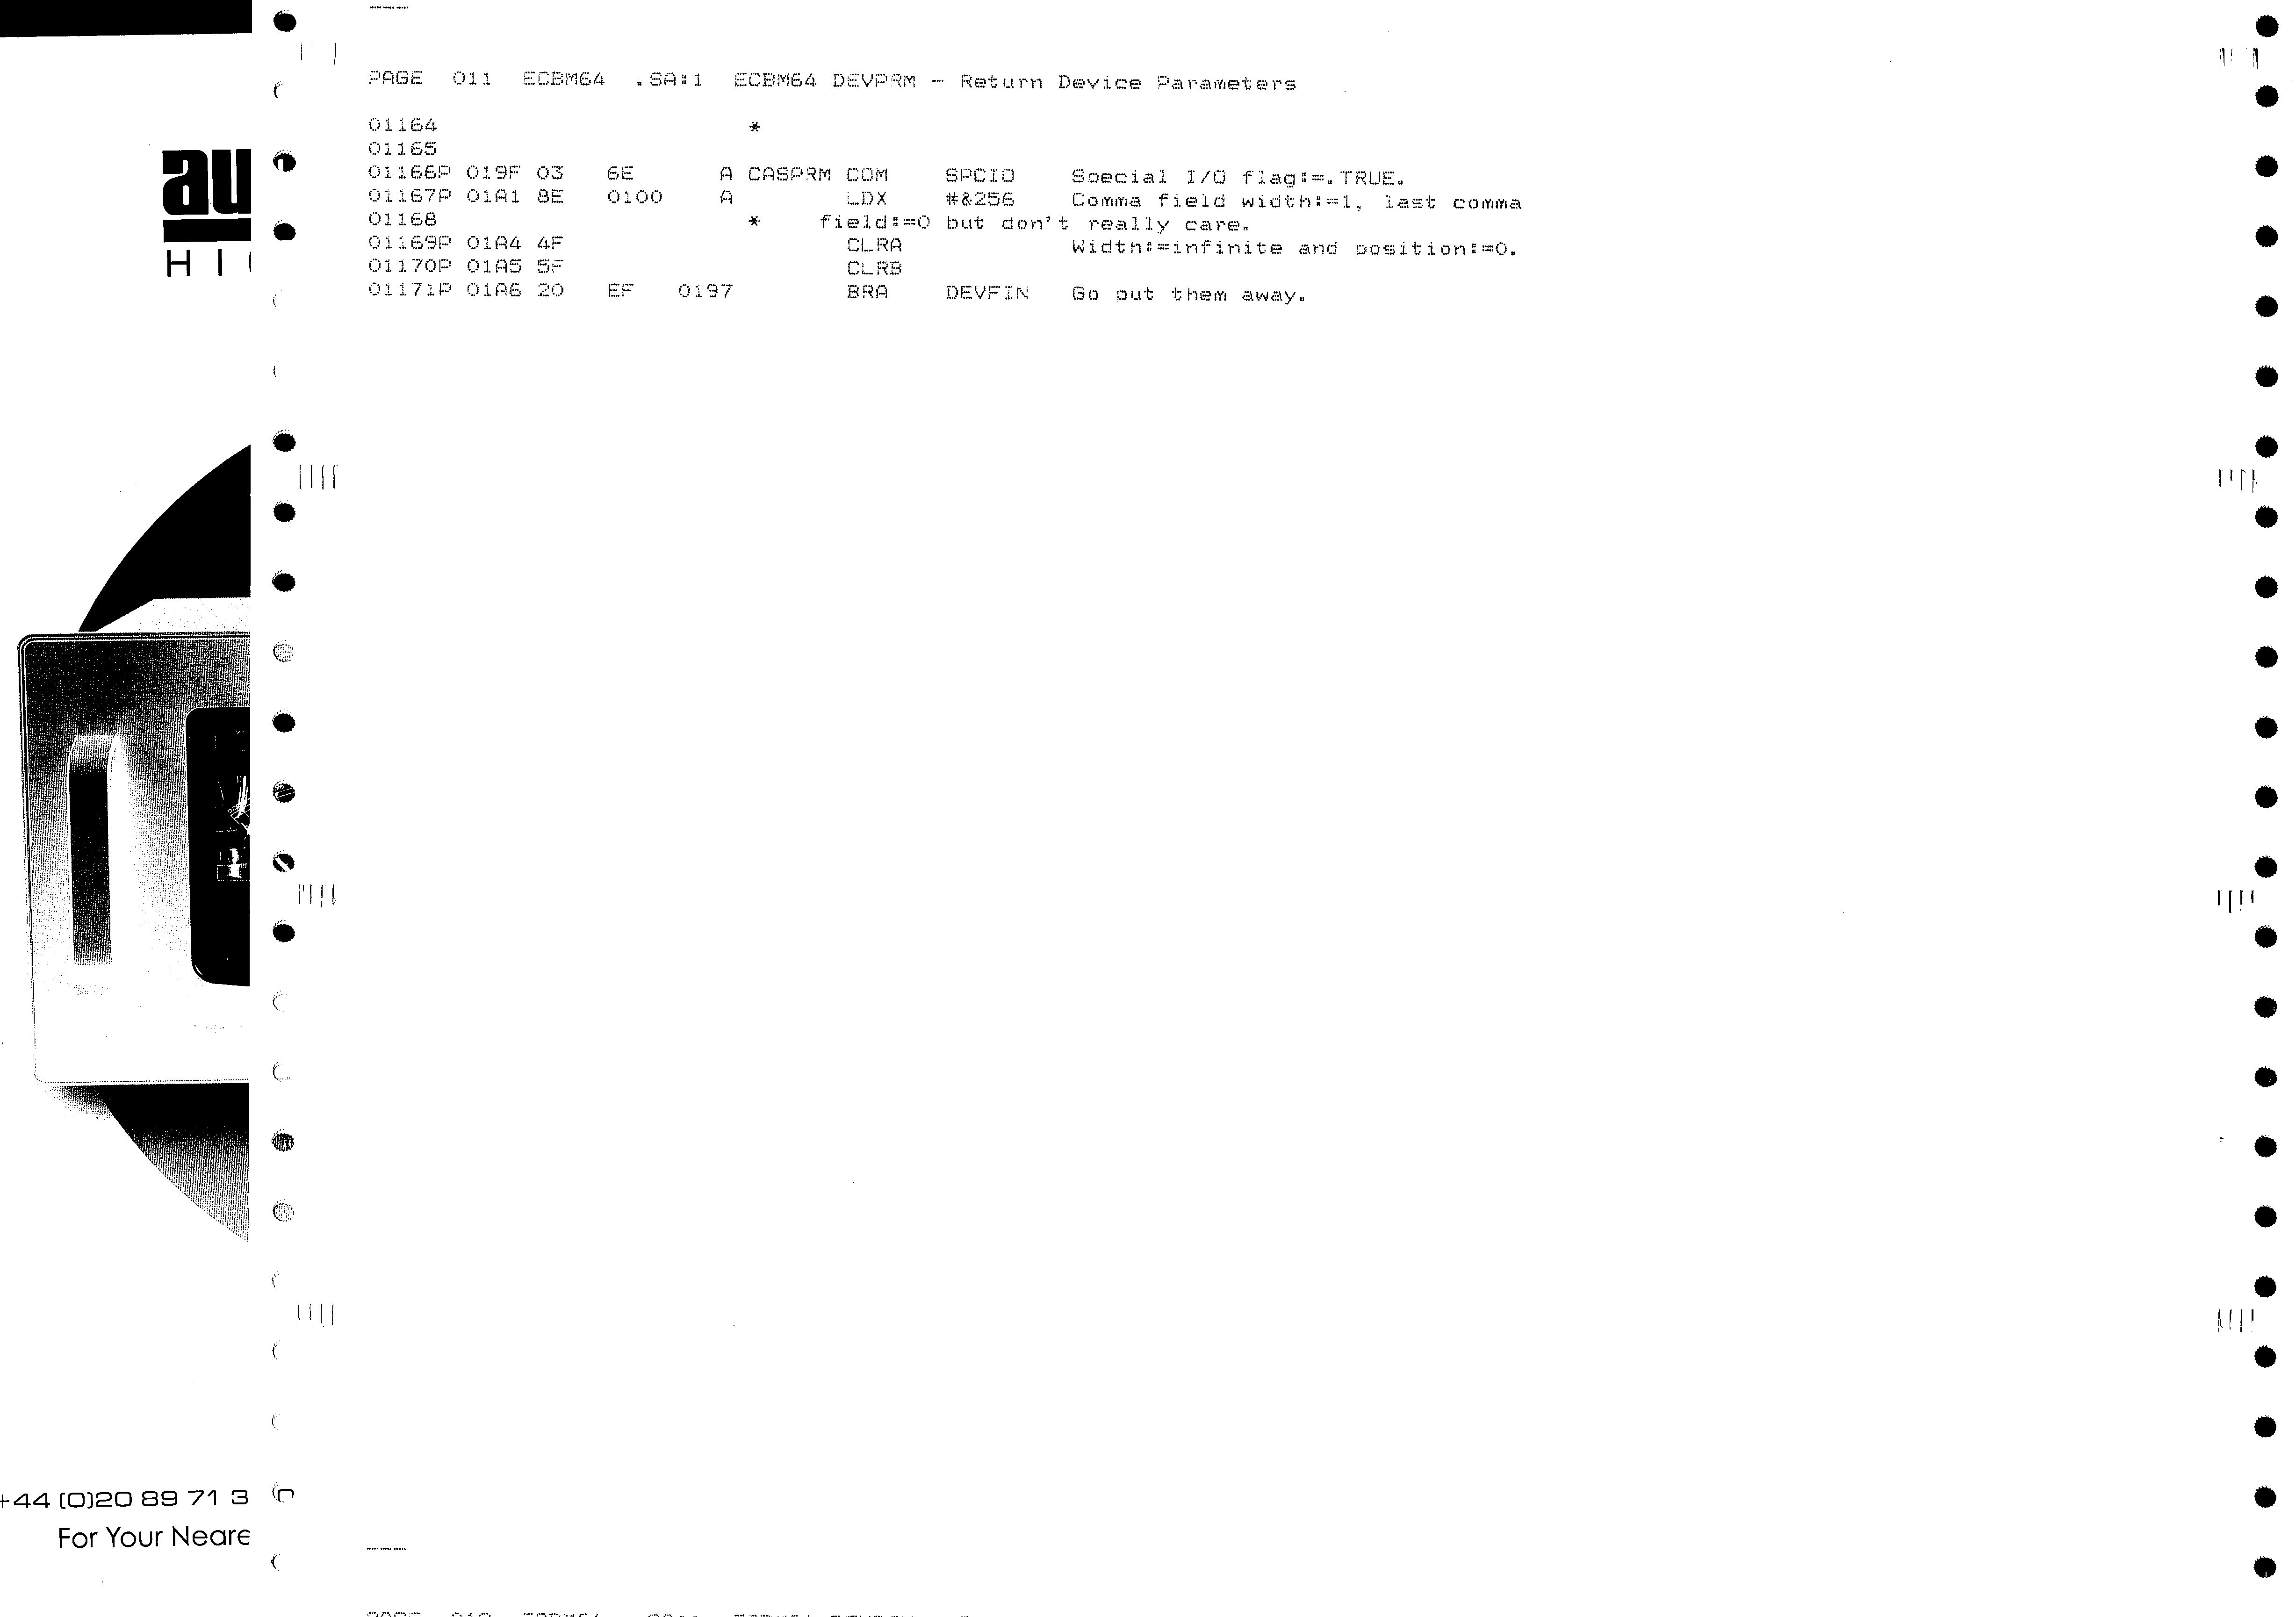 PAGE 011 ECBM64 .SA:1 ECBM64 DEVPRM - Return Device Parameters
01164 *
01165
01166P 019F 03 6E A CASPRM COM SPCIO Special I/O flag:=.TRUE.
01167P 01A1 8E 0100 A LDX #&256 Comma field width:=1, last comma
01168 * field:=0 but don't really care.
01169P 01A4 4F CLRA Width:=infinite and position:=0.
01170P 01A5 5F CLRB
01171P 01A6 20 EF 0197 BRA DEVFIN Go put them away.
au
HI
+44 (0)20 89 71 3
For Your Neare